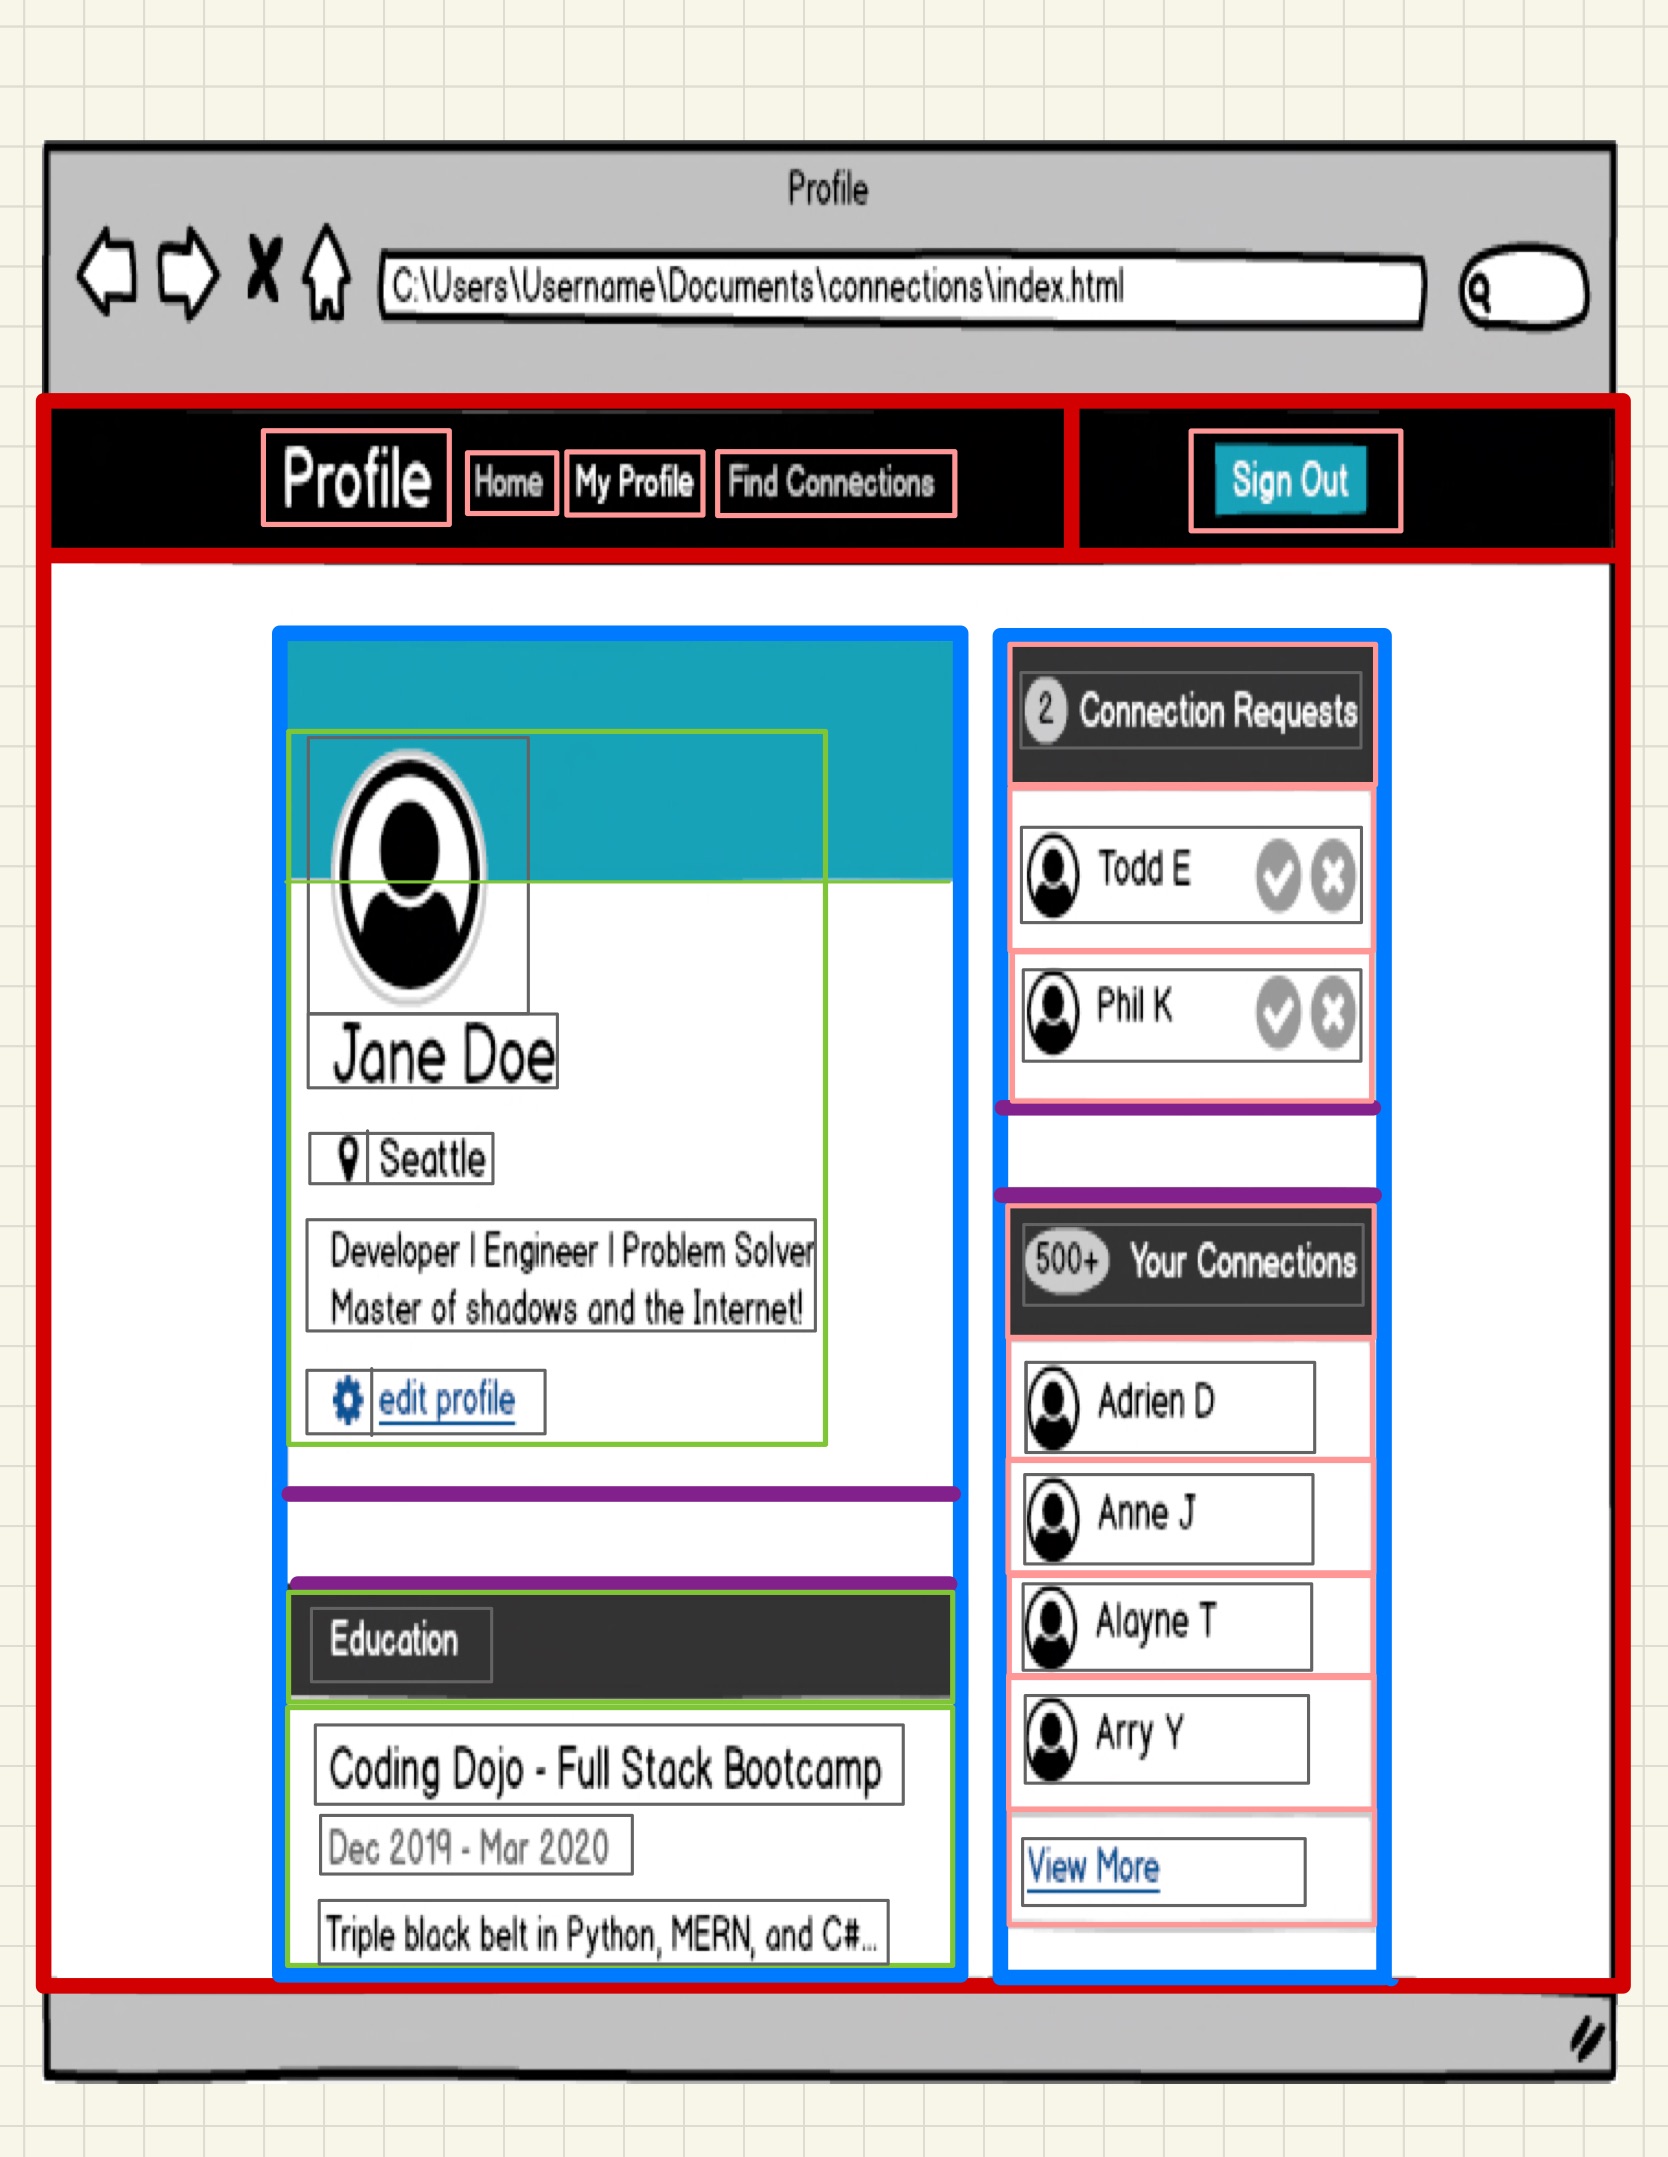 Profile
C:\Users\Username\Documents\connections\index.html
Profile Home My Profile Find Connections Sign Out
Jane Doe
Seattle
Developer | Engineer | Problem Solver
Master of shadows and the Internet!
edit profile
Education
Coding Dojo - Full Stack Bootcamp
Dec 2019 - Mar 2020
Triple black belt in Python, MERN, and C#...
2 Connection Requests
Todd E
Phil K
500+ Your Connections
Adrien D
Anne J
Alayne T
Arry Y
View More